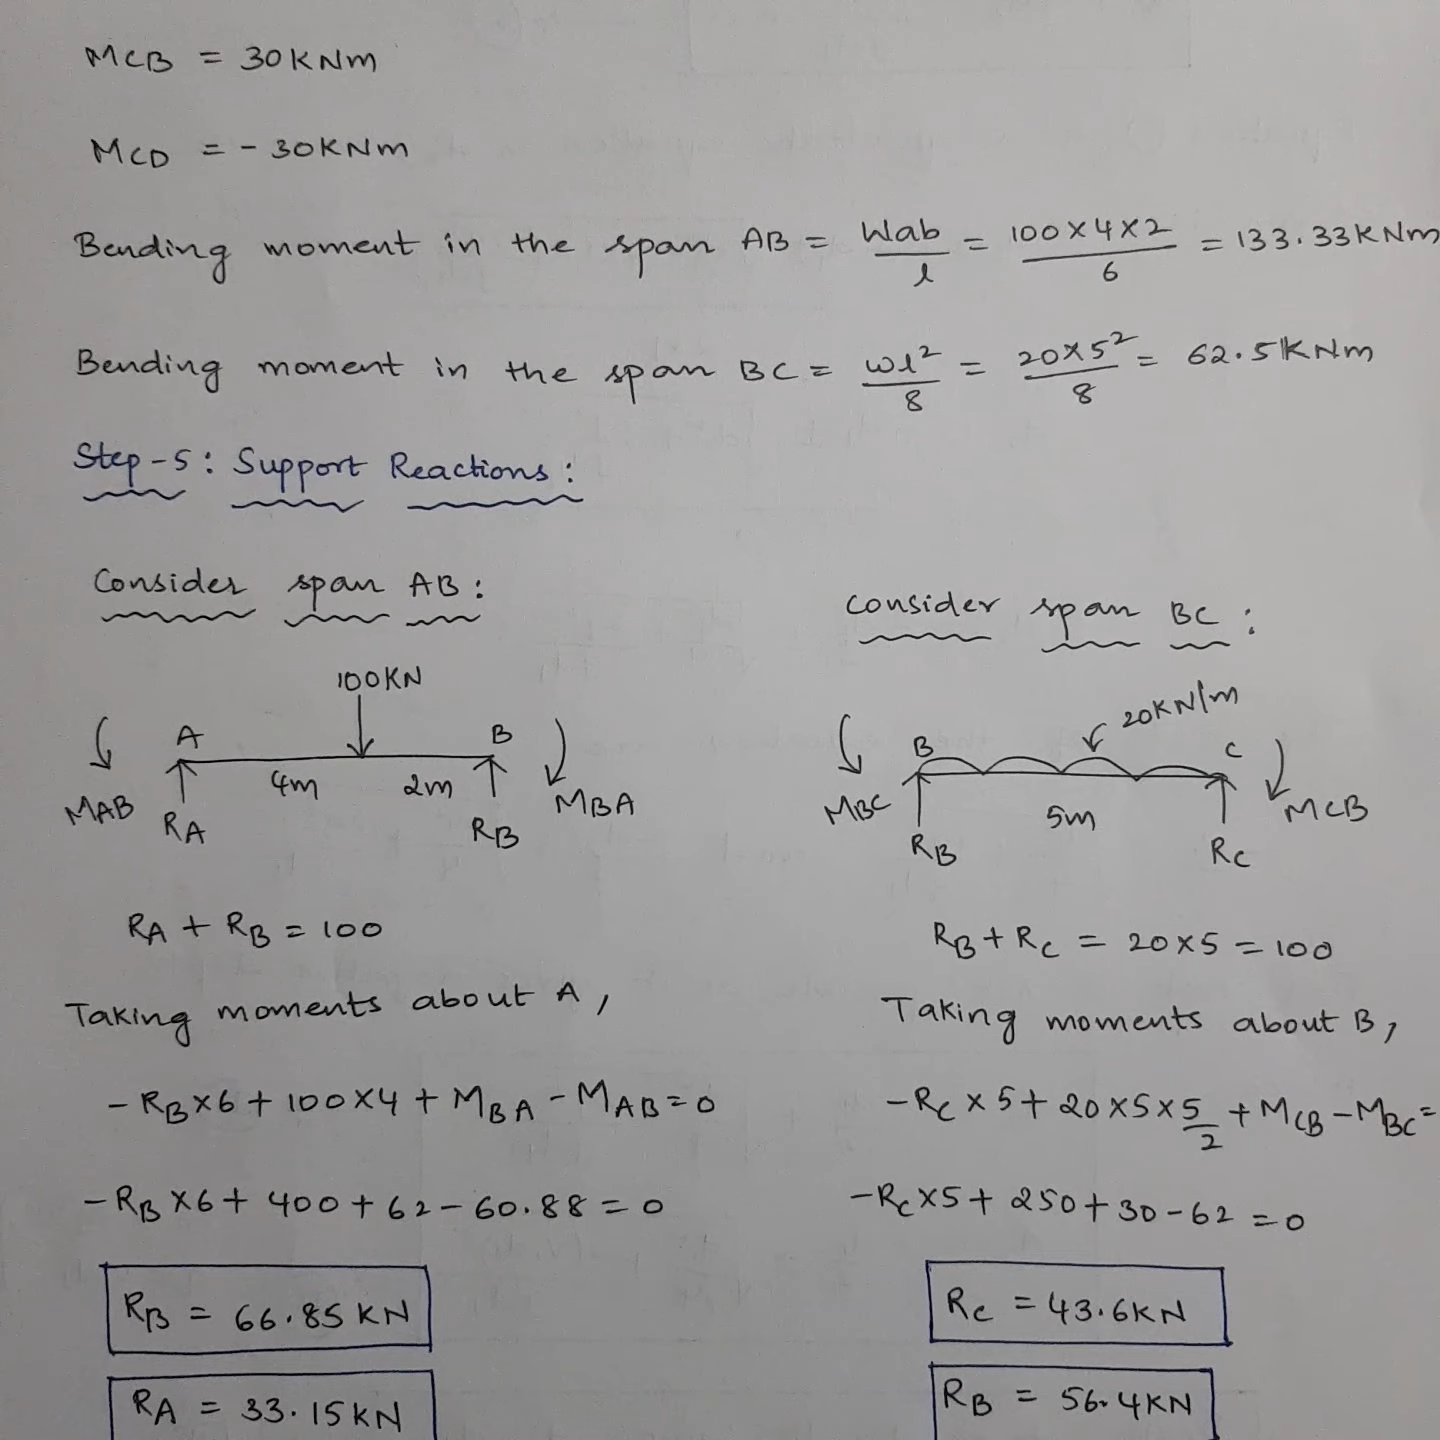 MCB = 30KNm
MCD = - 30KNm
Bending moment in the span AB = Wab/l = 100×4×2/6 = 133.33KNm
Bending moment in the span BC = wl²/8 = 20×5²/8 = 62.5KNm
Step-5: Support Reactions:
Consider span AB:
100KN
A
B
4m
2m
MAB
RA
RB
MBA
RA + RB = 100
Taking moments about A,
-RB×6 + 100×4 + MBA - MAB = 0
-RB×6 + 400 + 62 - 60.88 = 0
RB = 66.85 KN
RA = 33.15KN
Consider span BC:
20KN/m
B
C
5m
MBC
RB
RC
MCB
RB + RC = 20×5 = 100
Taking moments about B,
-RC × 5 + 20×5×5/2 + MCB - MBC =
-RC×5 + 250 + 30 - 62 = 0
RC = 43.6KN
RB = 56.4KN